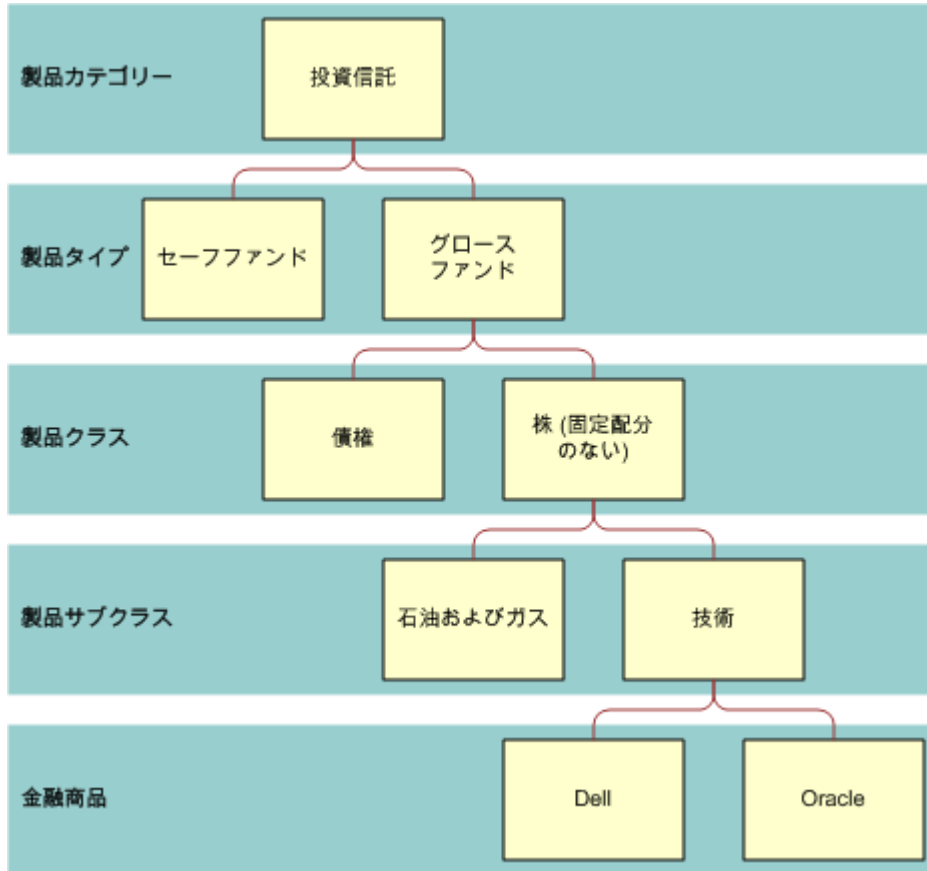 製品カテゴリー
投資信託
製品タイプ
セーフファンド
グロース
ファンド
製品クラス
債権
株 (固定配分
のない)
製品サブクラス
石油およびガス
技術
金融商品
Dell
Oracle